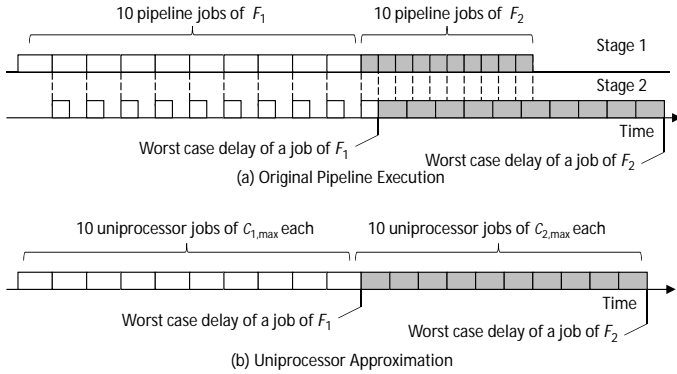 10 pipeline jobs of F1 10 pipeline jobs of F2
Stage 1
Stage 2
Time
Worst case delay of a job of F1
Worst case delay of a job of F2
(a) Original Pipeline Execution
10 uniprocessor jobs of C1,max each 10 uniprocessor jobs of C2,max each
Time
Worst case delay of a job of F1
Worst case delay of a job of F2
(b) Uniprocessor Approximation